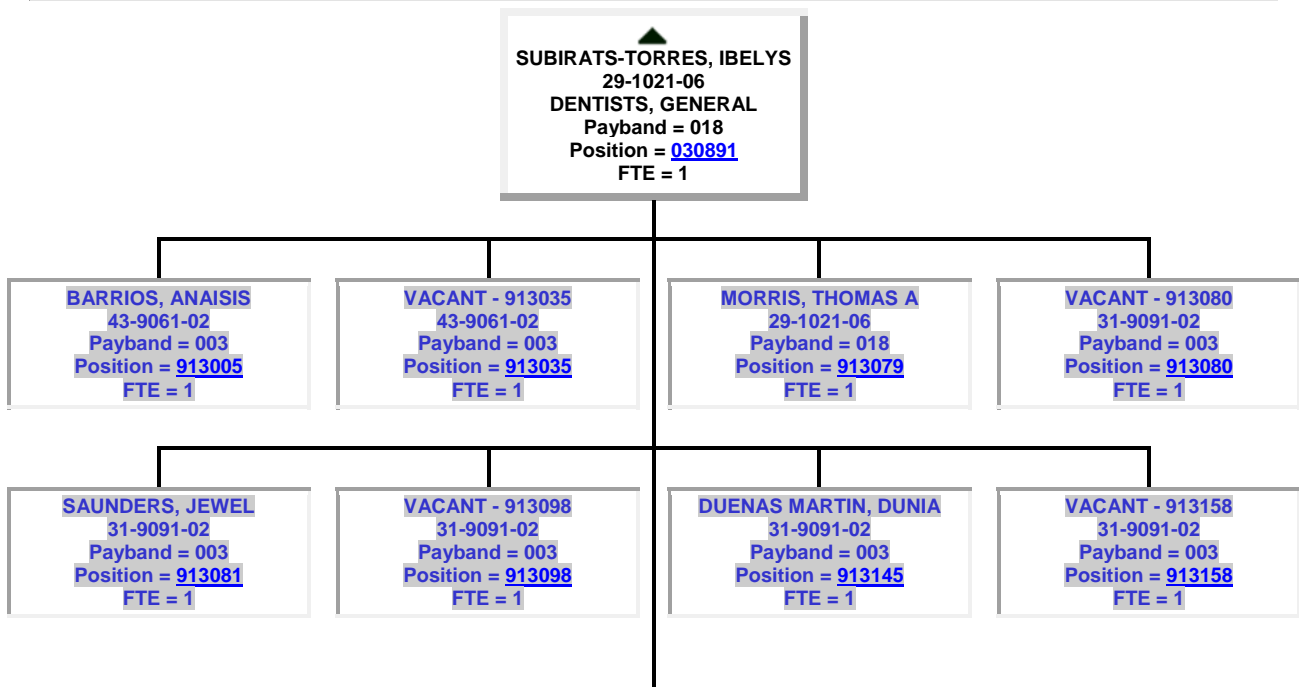 SUBIRATS-TORRES, IBELYS
29-1021-06
DENTISTS, GENERAL
Payband = 018
Position = 030891
FTE = 1
BARRIOS, ANAISIS
43-9061-02
Payband = 003
Position = 913005
FTE = 1
VACANT - 913035
43-9061-02
Payband = 003
Position = 913035
FTE = 1
MORRIS, THOMAS A
29-1021-06
Payband = 018
Position = 913079
FTE = 1
VACANT - 913080
31-9091-02
Payband = 003
Position = 913080
FTE = 1
SAUNDERS, JEWEL
31-9091-02
Payband = 003
Position = 913081
FTE = 1
VACANT - 913098
31-9091-02
Payband = 003
Position = 913098
FTE = 1
DUENAS MARTIN, DUNIA
31-9091-02
Payband = 003
Position = 913145
FTE = 1
VACANT - 913158
31-9091-02
Payband = 003
Position = 913158
FTE = 1